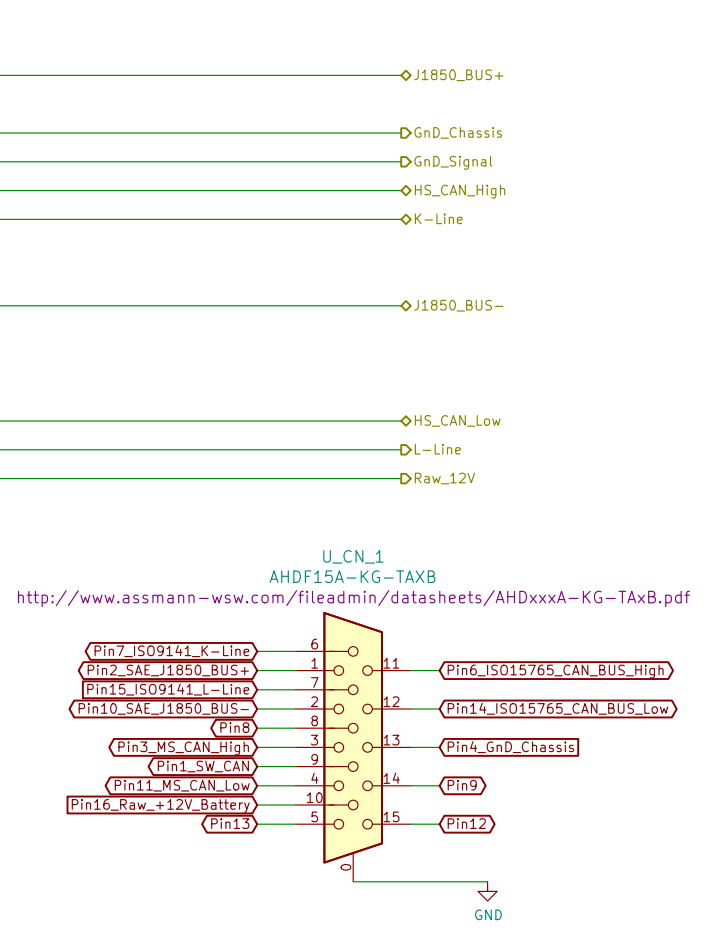 J1850_BUS+
GnD_Chassis
GnD_Signal
HS_CAN_High
K-Line
J1850_BUS-
HS_CAN_Low
L-Line
Raw_12V
U_CN_1
AHDF15A-KG-TAXB
http://www.assmann-wsw.com/fileadmin/datasheets/AHDxxxA-KG-TAxB.pdf
Pin7_ISO9141_K-Line 6
Pin2_SAE_J1850_BUS+ 1 11 Pin6_ISO15765_CAN_BUS_High
Pin15_ISO9141_L-Line 7
Pin10_SAE_J1850_BUS- 2 12 Pin14_ISO15765_CAN_BUS_Low
Pin8 8
Pin3_MS_CAN_High 3 13 Pin4_GnD_Chassis
Pin1_SW_CAN 9
Pin11_MS_CAN_Low 4 14 Pin9
Pin16_Raw_+12V_Battery 10
Pin13 5 15 Pin12
0
GND